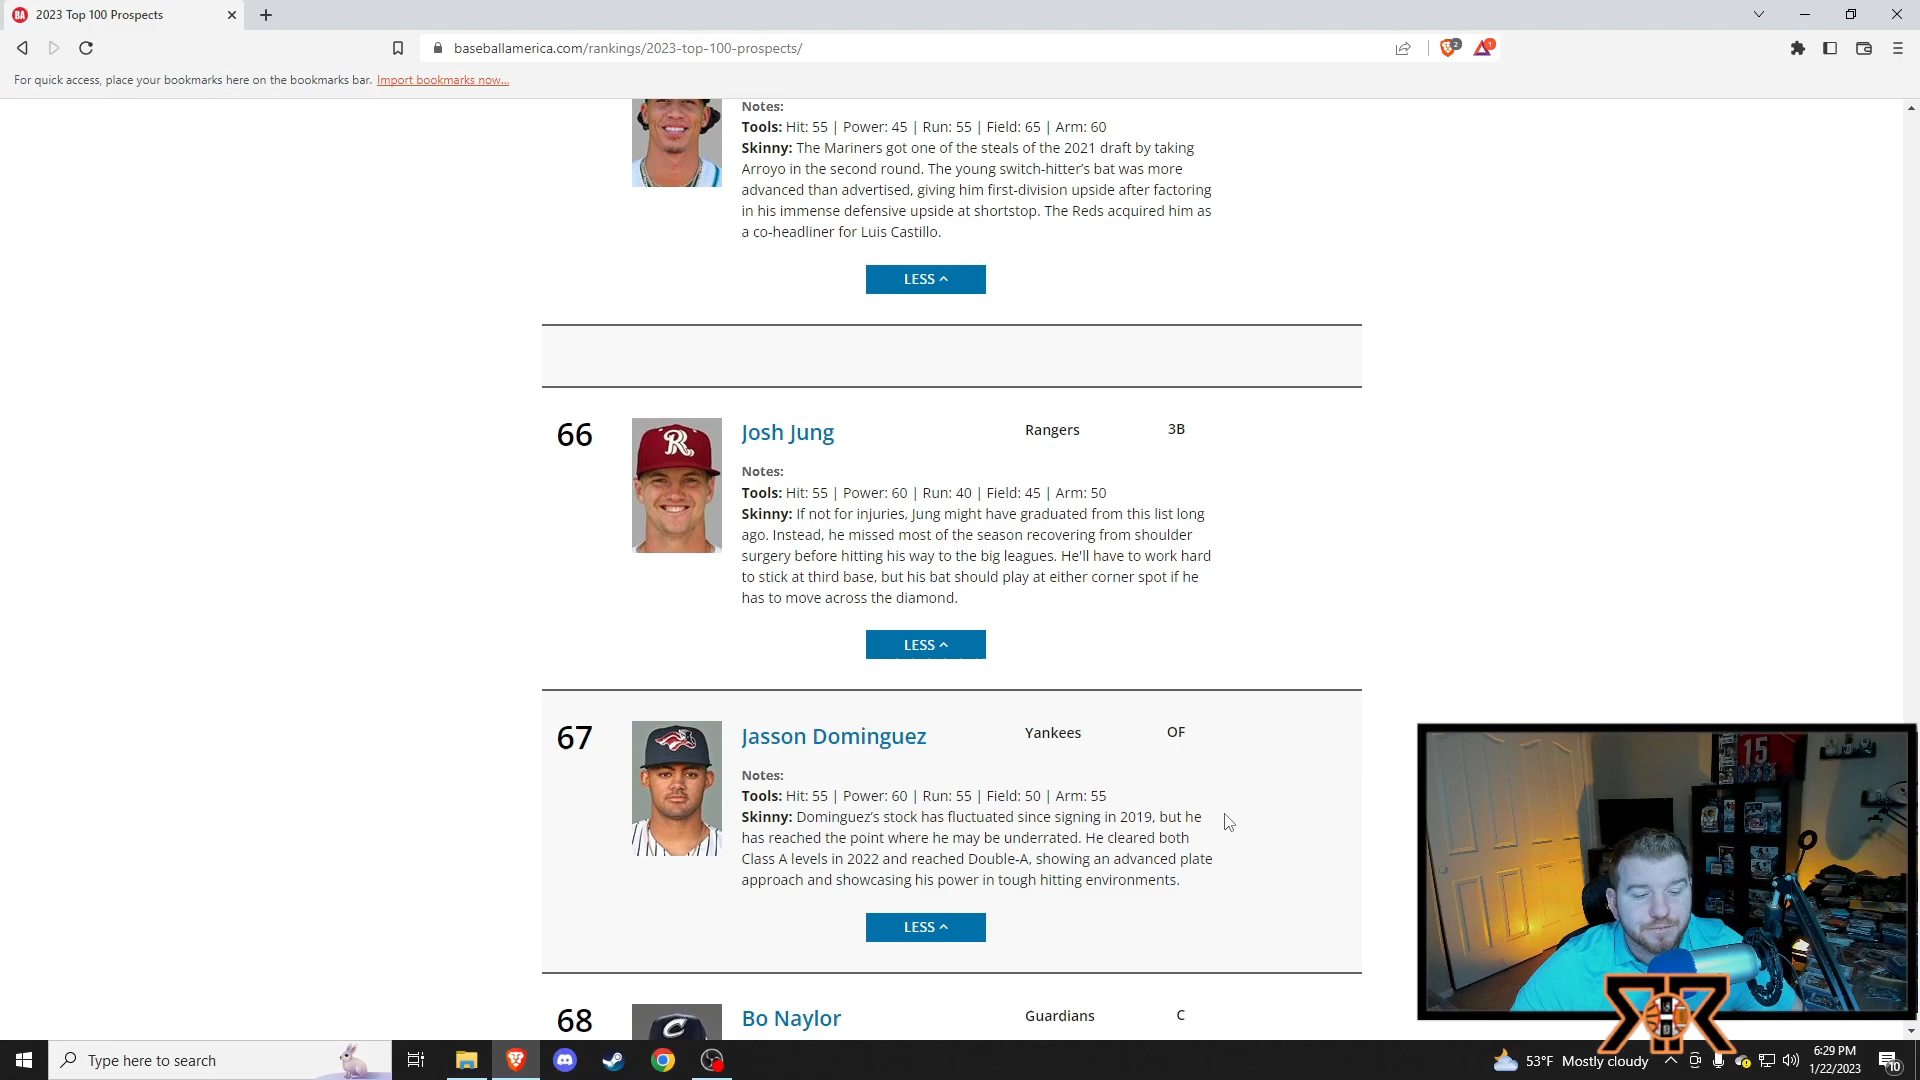 BA 2023 Top 100 Prospects
baseballamerica.com/rankings/2023-top-100-prospects/
2
1
For quick access, place your bookmarks here on the bookmarks bar. Import bookmarks now...
Notes:
Tools: Hit: 55 | Power: 45 | Run: 55 | Field: 65 | Arm: 60
Skinny: The Mariners got one of the steals of the 2021 draft by taking
Arroyo in the second round. The young switch-hitter's bat was more
advanced than advertised, giving him first-division upside after factoring
in his immense defensive upside at shortstop. The Reds acquired him as
a co-headliner for Luis Castillo.
LESS
66 Josh Jung Rangers 3B
R
Notes:
Tools: Hit: 55 | Power: 60 | Run: 40 | Field: 45 | Arm: 50
Skinny: If not for injuries, Jung might have graduated from this list long
ago. Instead, he missed most of the season recovering from shoulder
surgery before hitting his way to the big leagues. He'll have to work hard
to stick at third base, but his bat should play at either corner spot if he
has to move across the diamond.
LESS
67 Jasson Dominguez Yankees OF
Notes:
Tools: Hit: 55 | Power: 60 | Run: 55 | Field: 50 | Arm: 55
Skinny: Dominguez's stock has fluctuated since signing in 2019, but he
has reached the point where he may be underrated. He cleared both
Class A levels in 2022 and reached Double-A, showing an advanced plate
approach and showcasing his power in tough hitting environments.
LESS
15
68 Bo Naylor Guardians C
C
Type here to search
53°F Mostly cloudy
6:29 PM
1/22/2023
10